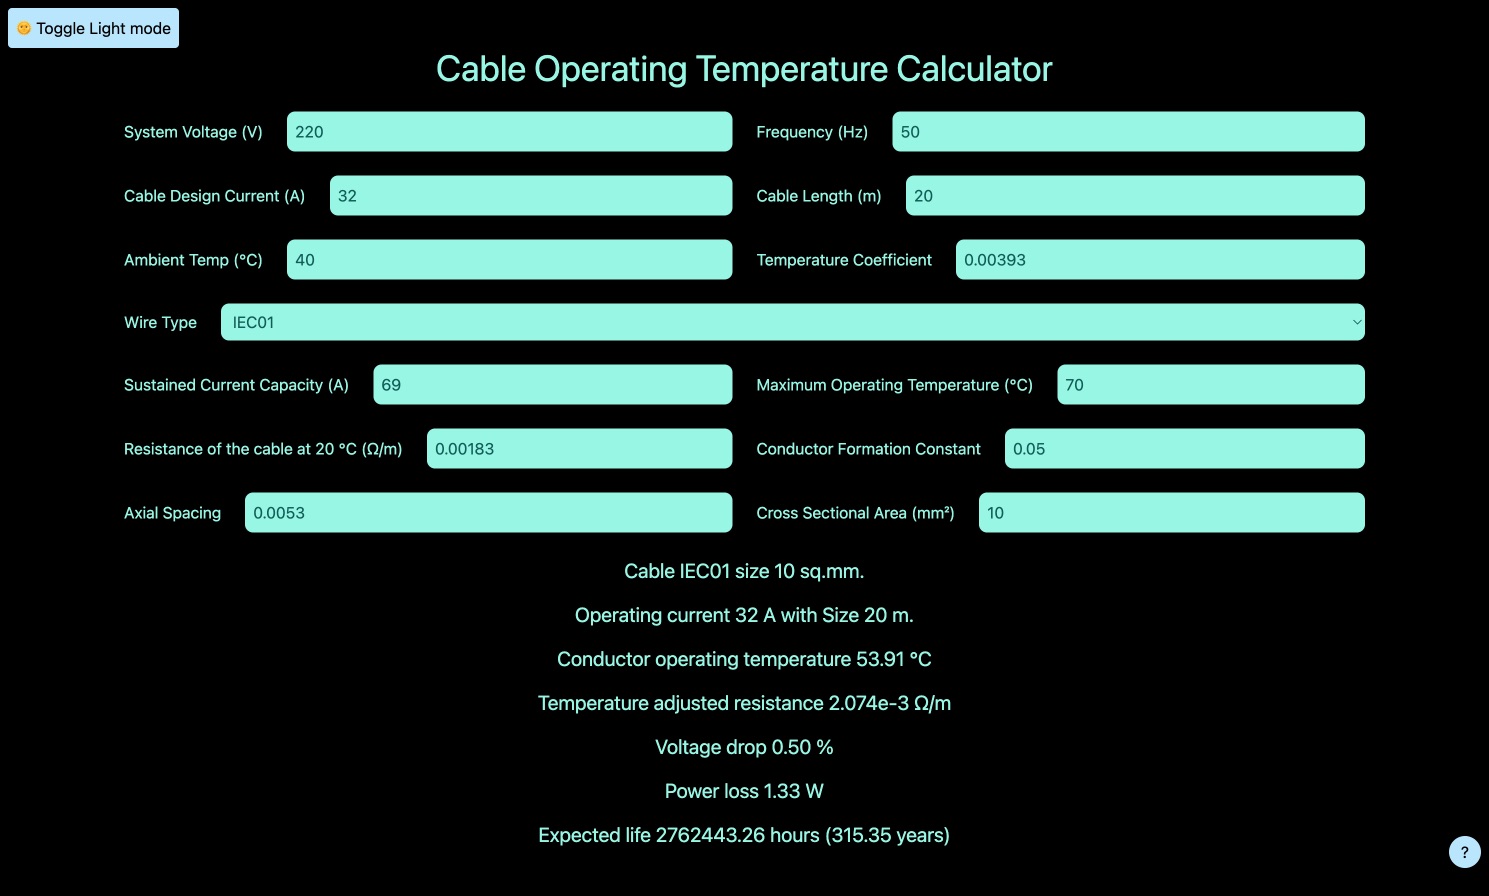 🌞 Toggle Light mode
Cable Operating Temperature Calculator
System Voltage (V) 220 Frequency (Hz) 50
Cable Design Current (A) 32 Cable Length (m) 20
Ambient Temp (°C) 40 Temperature Coefficient 0.00393
Wire Type IEC01
Sustained Current Capacity (A) 69 Maximum Operating Temperature (°C) 70
Resistance of the cable at 20 °C (Ω/m) 0.00183 Conductor Formation Constant 0.05
Axial Spacing 0.0053 Cross Sectional Area (mm²) 10
Cable IEC01 size 10 sq.mm.
Operating current 32 A with Size 20 m.
Conductor operating temperature 53.91 °C
Temperature adjusted resistance 2.074e-3 Ω/m
Voltage drop 0.50 %
Power loss 1.33 W
Expected life 2762443.26 hours (315.35 years)
?